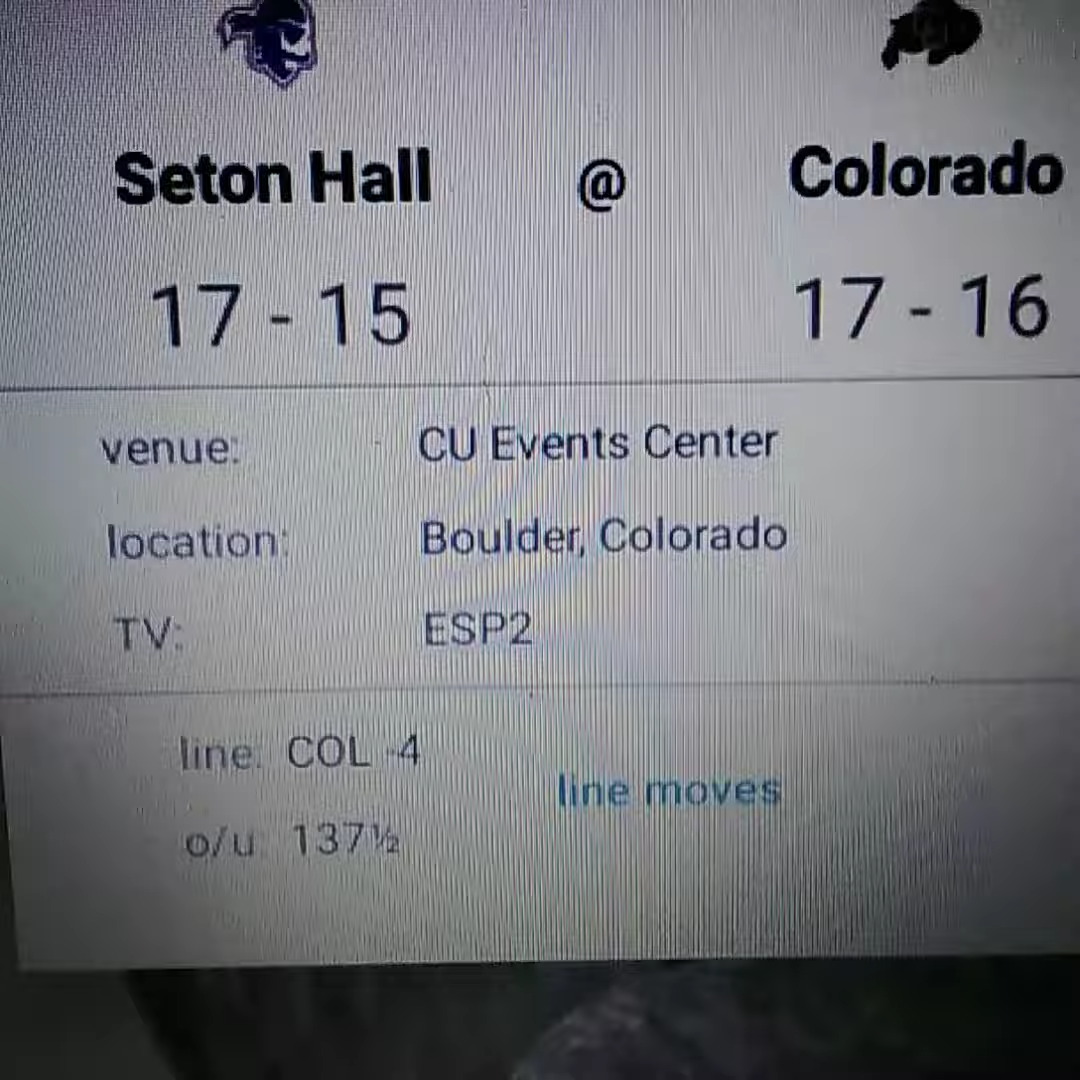 Seton Hall @ Colorado
17 - 15 17 - 16
venue: CU Events Center
location: Boulder, Colorado
TV: ESP2
line: COL -4
line moves
o/u: 137½